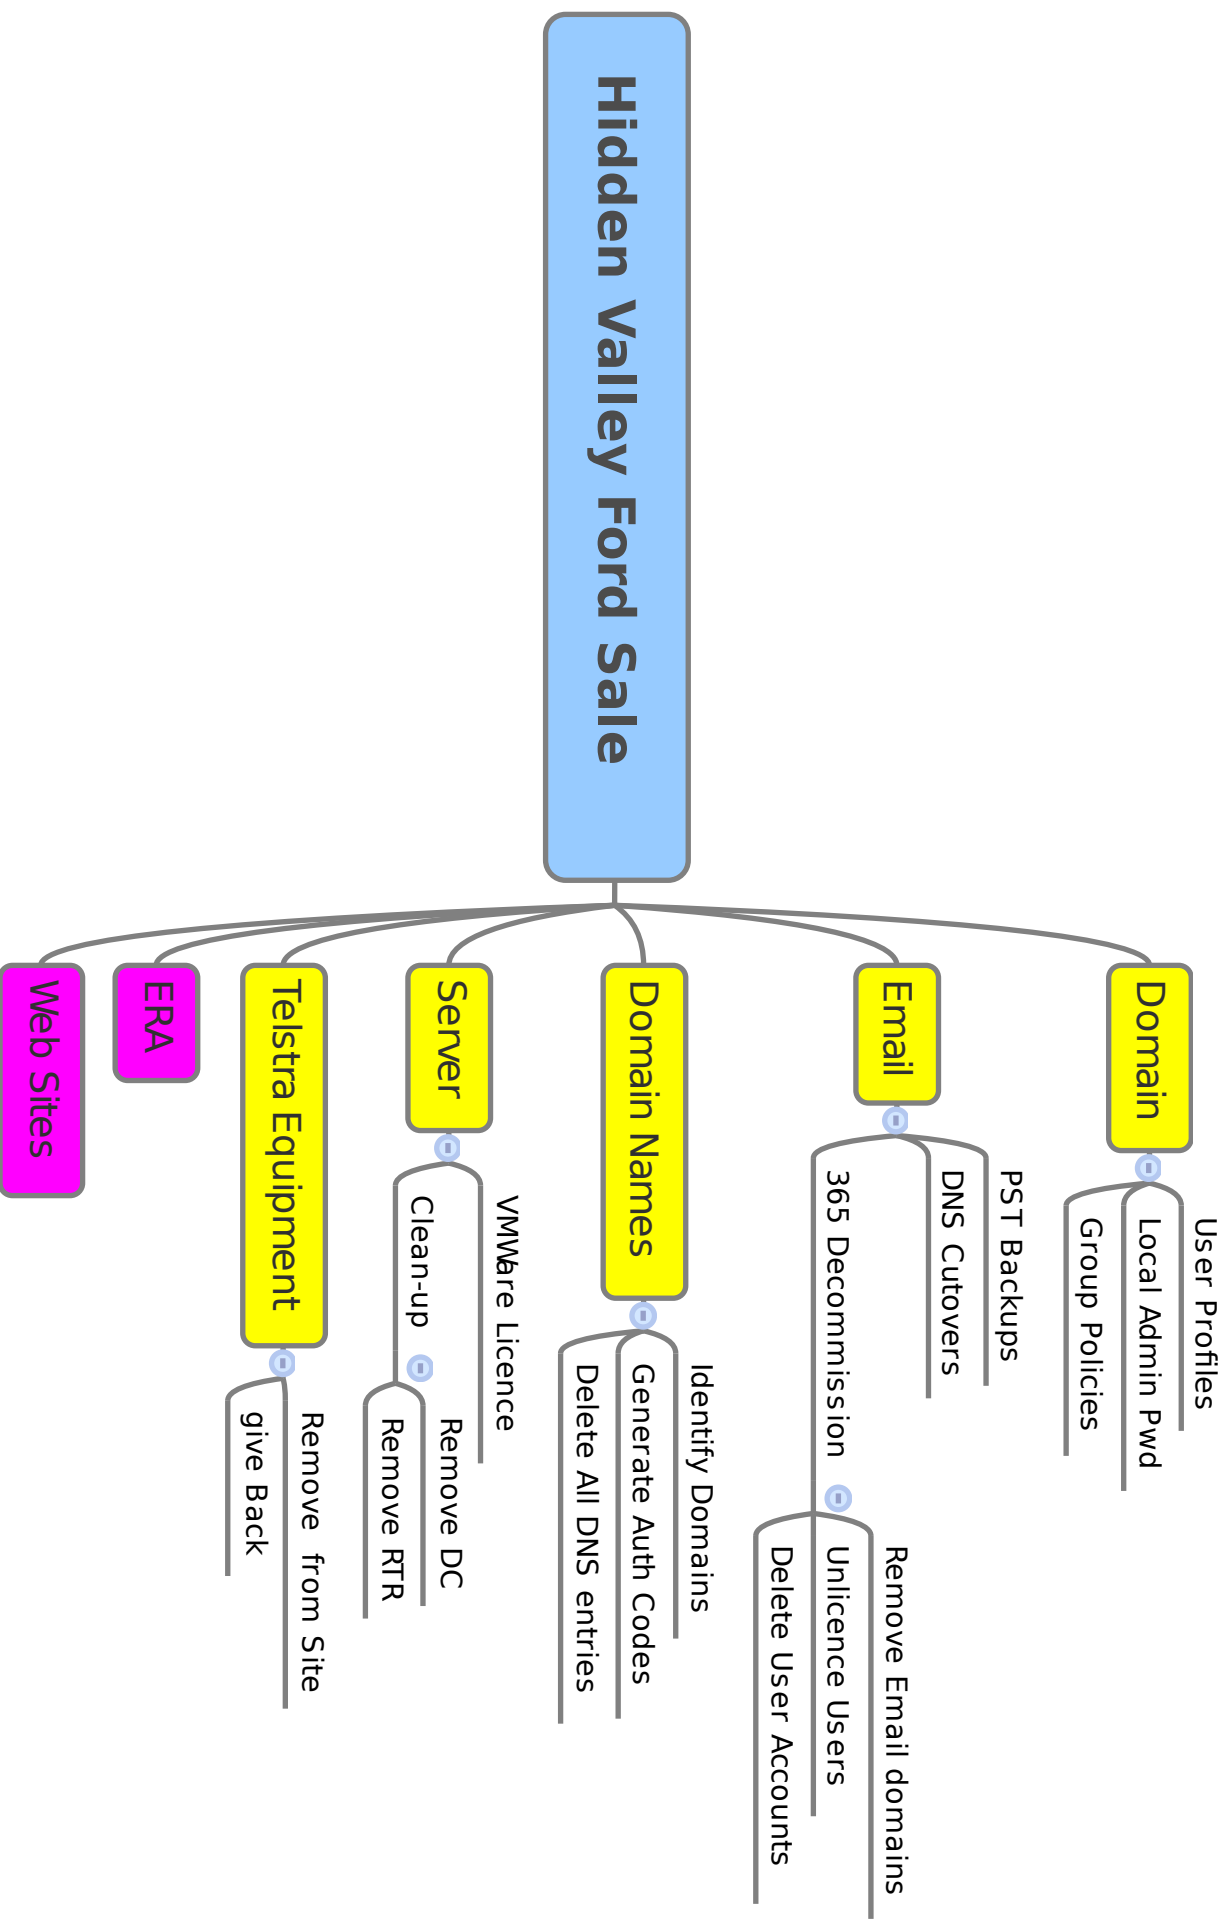 Hidden Valley Ford Sale
Domain
User Profiles
Local Admin Pwd
Group Policies
Email
PST Backups
DNS Cutovers
365 Decommission
Remove Email domains
Unlicence Users
Delete User Accounts
Domain Names
Identify Domains
Generate Auth Codes
Delete All DNS entries
Server
VMWare Licence
Clean-up
Remove DC
Remove RTR
Telstra Equipment
Remove from Site
give Back
ERA
Web Sites